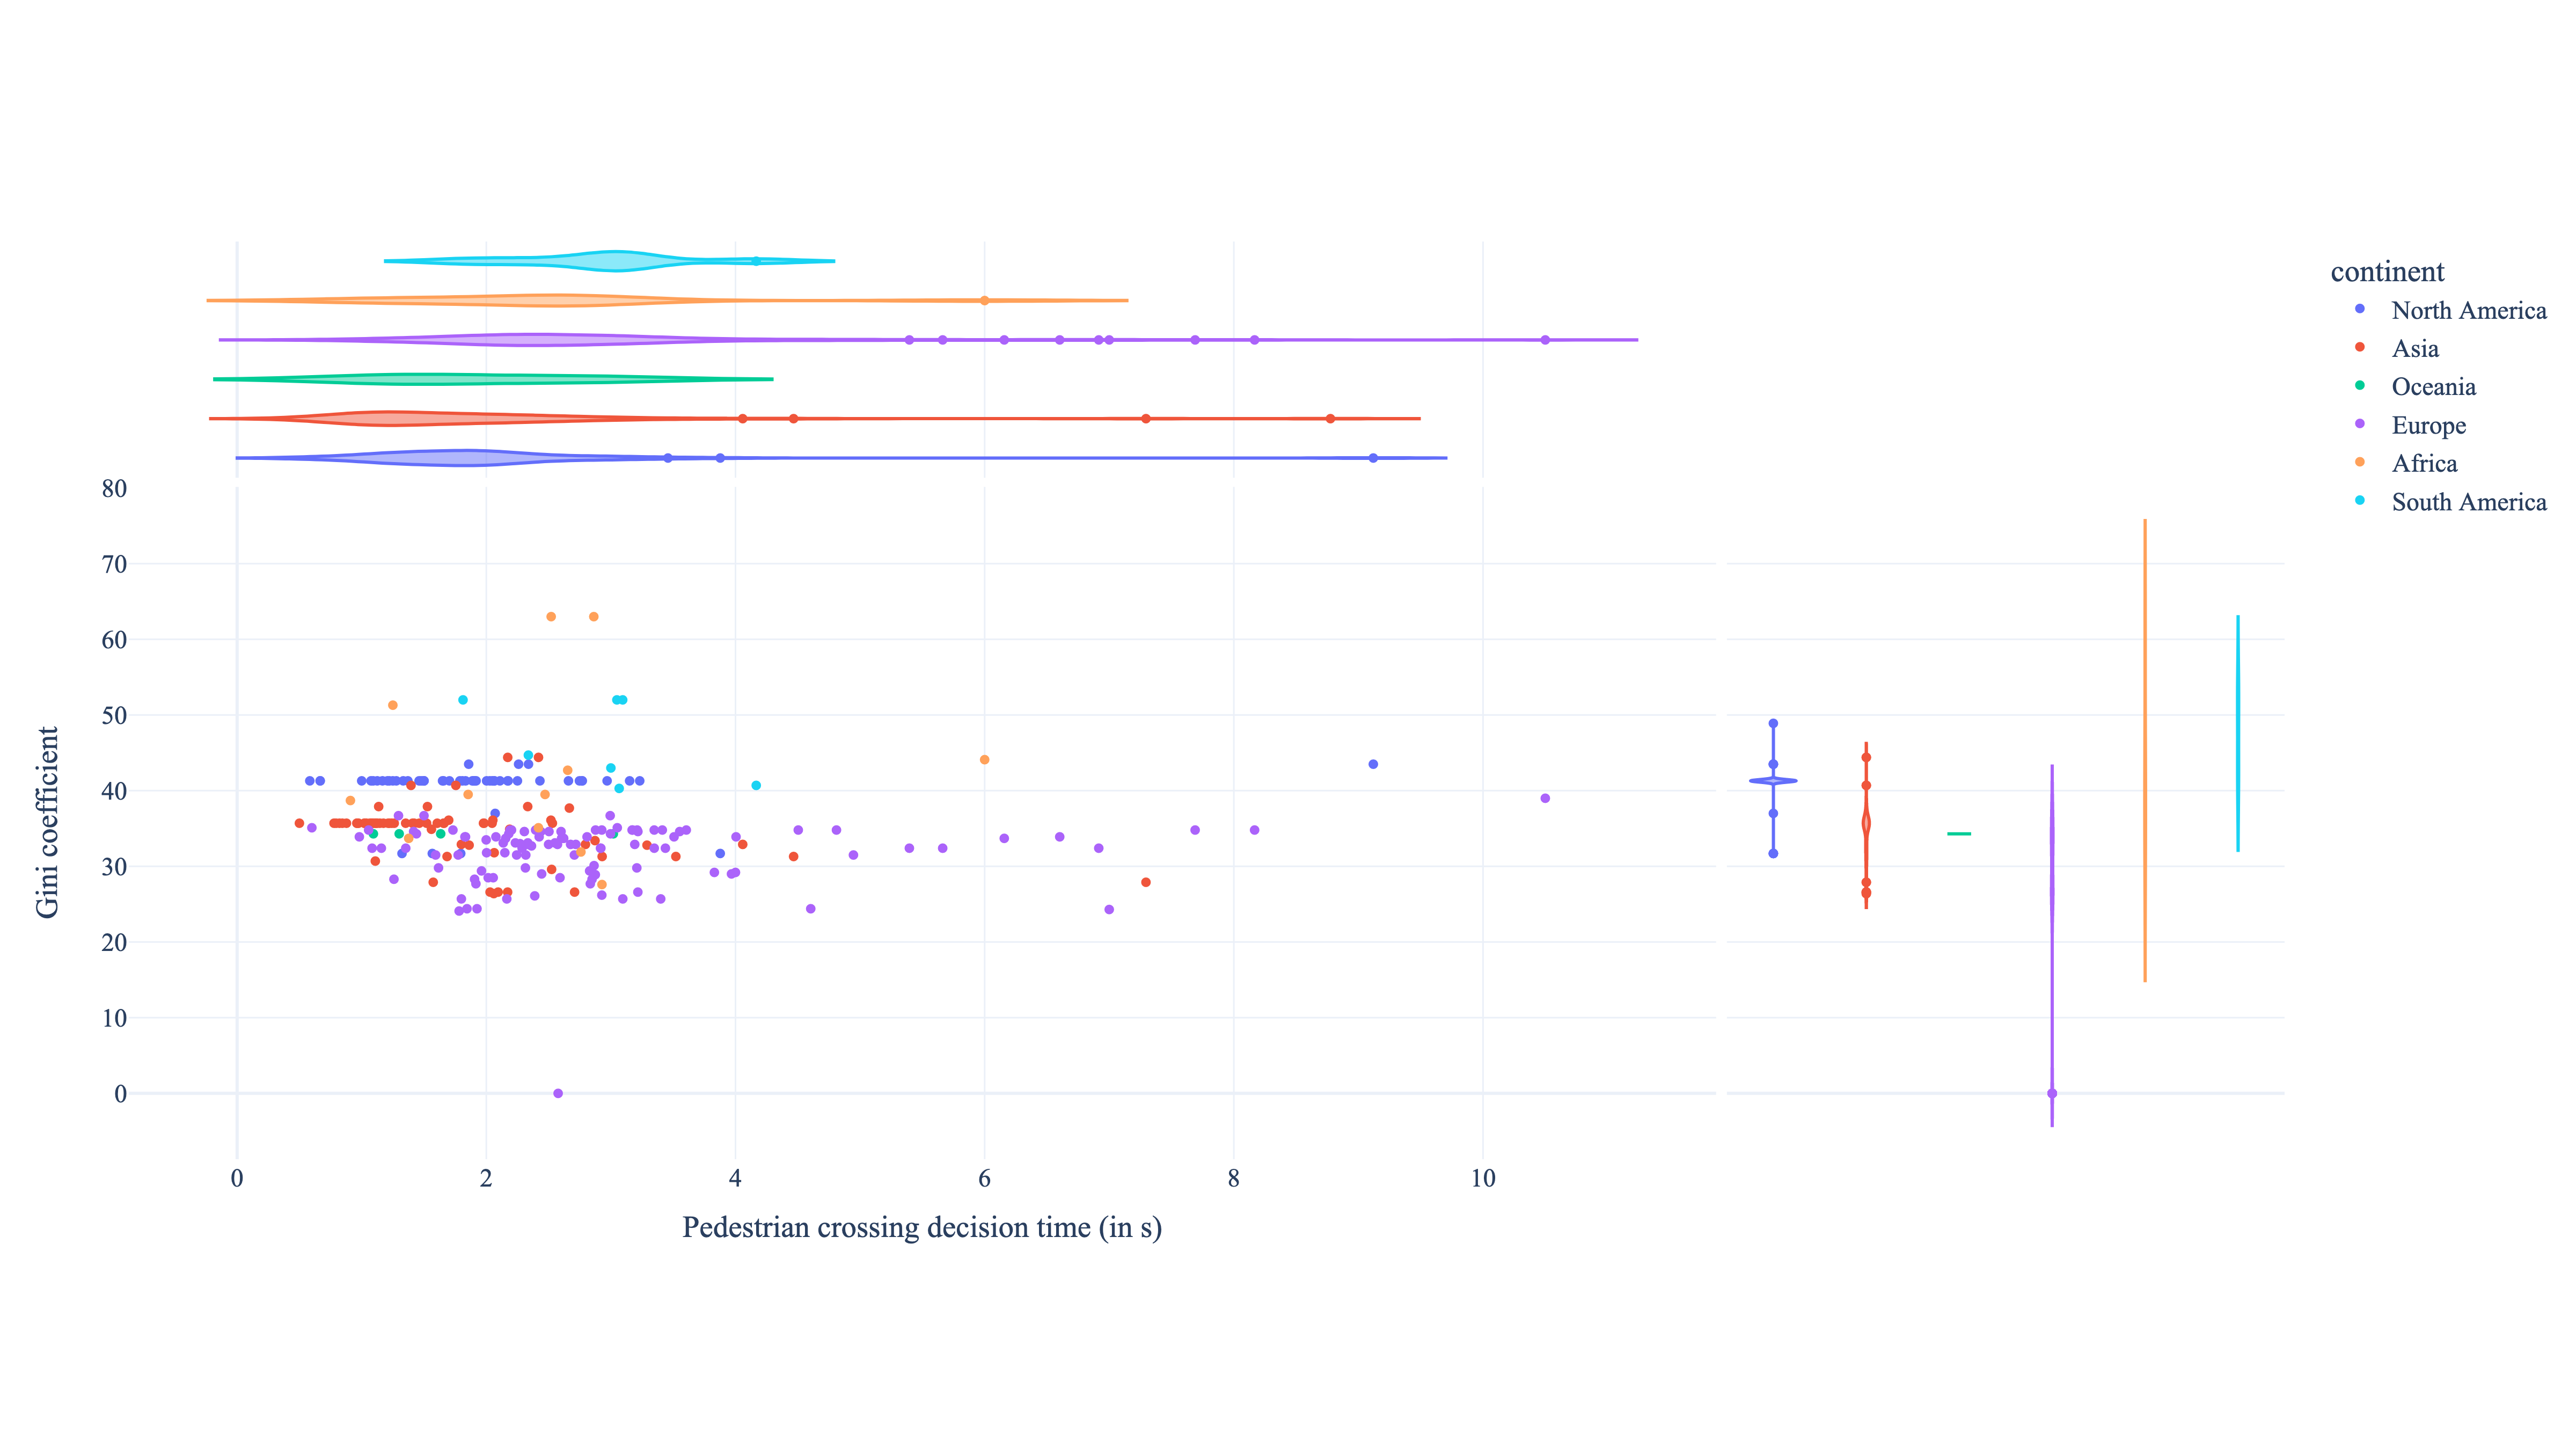 continent
North America
Asia
Oceania
Europe
Africa
South America
80
70
60
50
40
30
20
10
0
Gini coefficient
0 2 4 6 8 10
Pedestrian crossing decision time (in s)